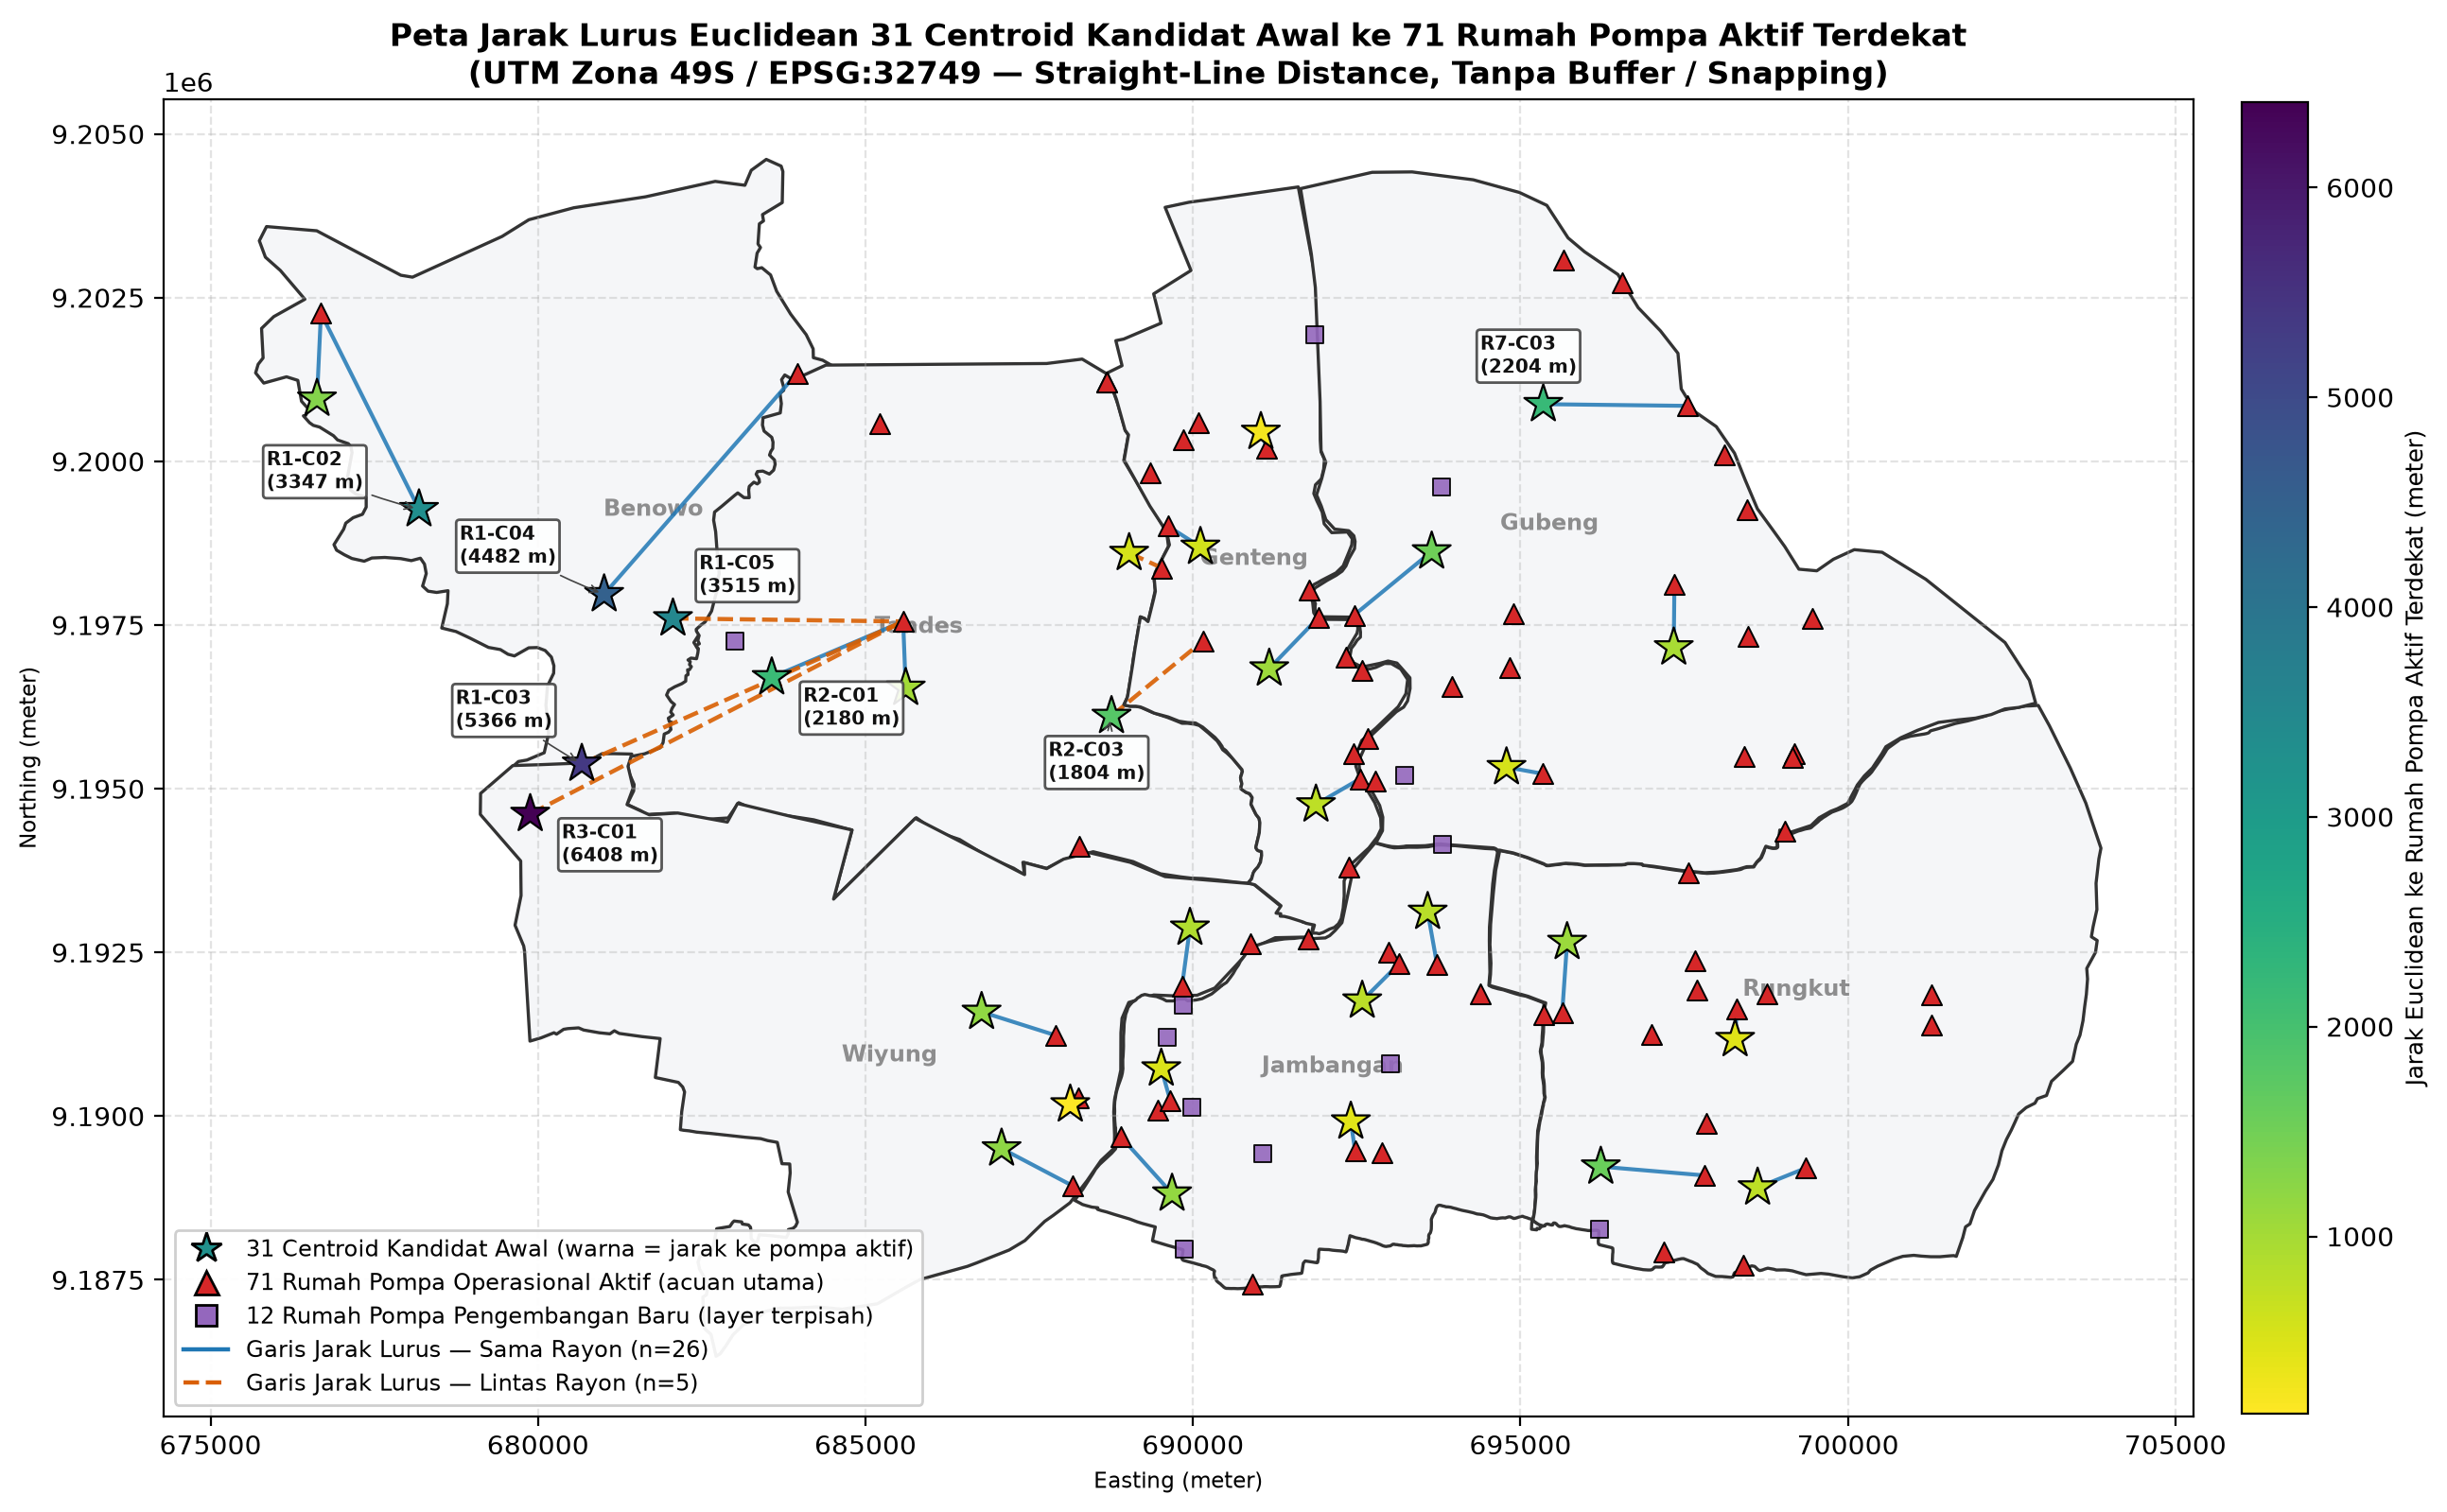 Peta Jarak Lurus Euclidean 31 Centroid Kandidat Awal ke 71 Rumah Pompa Aktif Terdekat
(UTM Zona 49S / EPSG:32749 — Straight-Line Distance, Tanpa Buffer / Snapping)
1e6
9.2050
9.2025
9.2000
9.1975
9.1950
9.1925
9.1900
9.1875
Northing (meter)
R7-C03
(2204 m)
R1-C02
(3347 m)
Benowo
Gubeng
R1-C04
(4482 m)
Genteng
R1-C05
(3515 m)
R2-C01
(2180 m)
R1-C03
(5366 m)
R2-C03
(1804 m)
R3-C01
(6408 m)
Rungkut
Wiyung
Jambangan
31 Centroid Kandidat Awal (warna = jarak ke pompa aktif)
71 Rumah Pompa Operasional Aktif (acuan utama)
12 Rumah Pompa Pengembangan Baru (layer terpisah)
Garis Jarak Lurus — Sama Rayon (n=26)
Garis Jarak Lurus — Lintas Rayon (n=5)
675000
680000
685000
690000
695000
700000
705000
Easting (meter)
6000
5000
4000
3000
2000
1000
Jarak Euclidean ke Rumah Pompa Aktif Terdekat (meter)